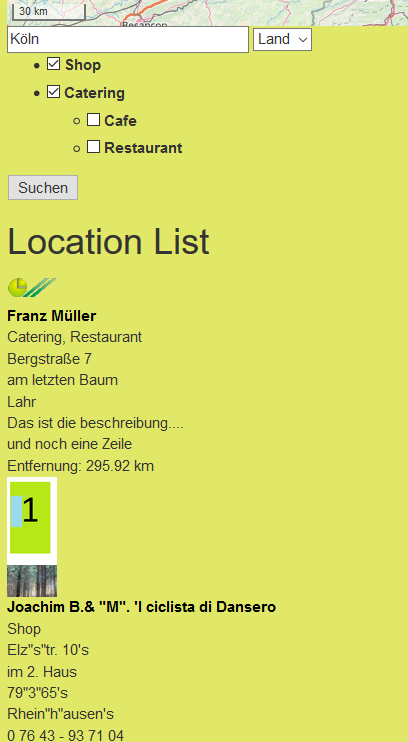 30 km
Besançon
Köln
Land
Shop
Catering
Cafe
Restaurant
Suchen
Location List
Franz Müller
Catering, Restaurant
Bergstraße 7
am letzten Baum
Lahr
Das ist die beschreibung....
und noch eine Zeile
Entfernung: 295.92 km
1
Joachim B.& "M". 'l ciclista di Dansero
Shop
Elz"s"tr. 10's
im 2. Haus
79"3"65's
Rhein"h"ausen's
0 76 43 - 93 71 04